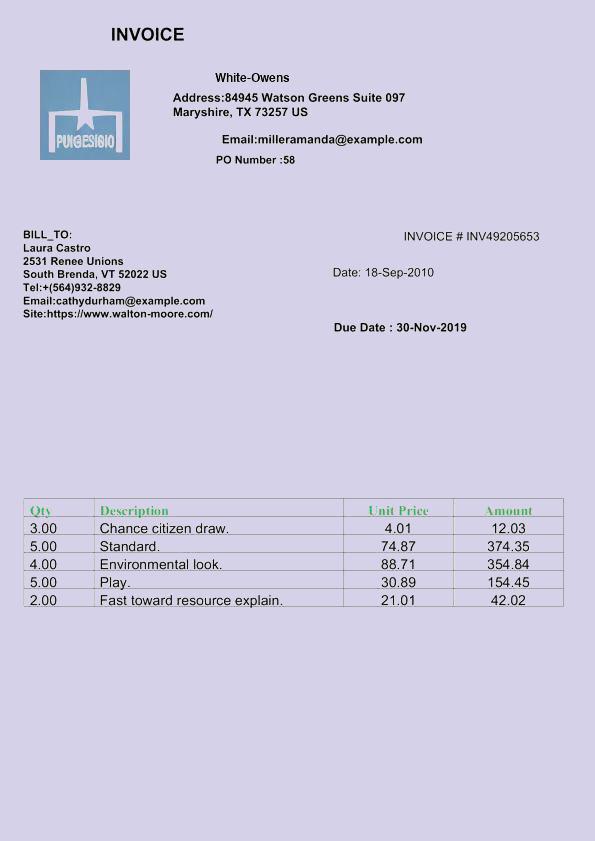 INVOICE
White-Owens
Address:84945 Watson Greens Suite 097
Maryshire, TX 73257 US
PUIGESIGIO
Email:milleramanda@example.com
PO Number :58
BILL_TO:
Laura Castro
2531 Renee Unions
South Brenda, VT 52022 US
Tel:+(564)932-8829
Email:cathydurham@example.com
Site:https://www.walton-moore.com/
INVOICE # INV49205653
Date: 18-Sep-2010
Due Date : 30-Nov-2019
Qty Description Unit Price Amount
3.00 Chance citizen draw. 4.01 12.03
5.00 Standard. 74.87 374.35
4.00 Environmental look. 88.71 354.84
5.00 Play. 30.89 154.45
2.00 Fast toward resource explain. 21.01 42.02